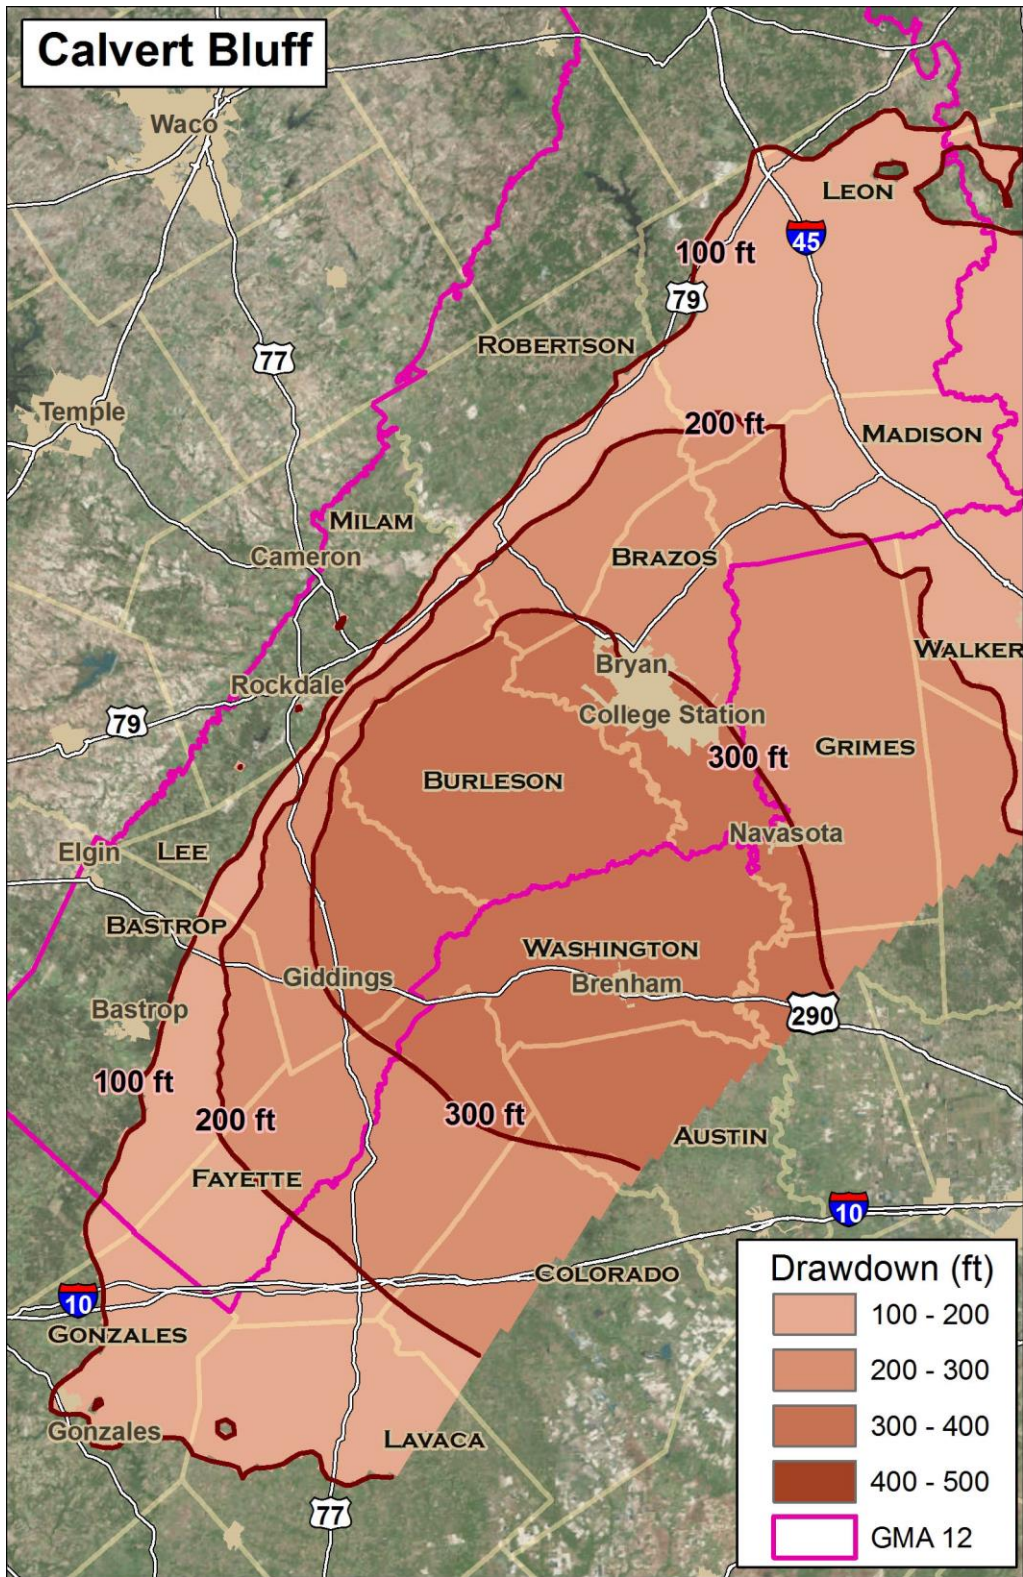 Calvert Bluff
Waco
LEON
45
100 ft
79
ROBERTSON
77
Temple
200 ft
MADISON
MILAM
Cameron
BRAZOS
WALKER
Bryan
Rockdale
College Station
79
GRIMES
300 ft
BURLESON
Navasota
Elgin
LEE
BASTROP
WASHINGTON
Giddings
Brenham
Bastrop
290
100 ft
200 ft
300 ft
AUSTIN
FAYETTE
10
COLORADO
10
GONZALES
Gonzales
LAVACA
77
Drawdown (ft)
100 - 200
200 - 300
300 - 400
400 - 500
GMA 12